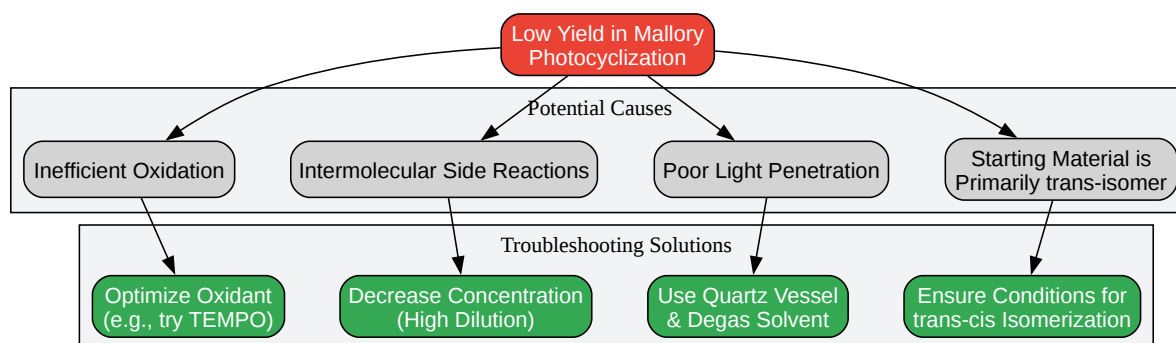 Low Yield in Mallory
Photocyclization
Potential Causes
Inefficient Oxidation
Intermolecular Side Reactions
Poor Light Penetration
Starting Material is
Primarily trans-isomer
Troubleshooting Solutions
Optimize Oxidant
(e.g., try TEMPO)
Decrease Concentration
(High Dilution)
Use Quartz Vessel
& Degas Solvent
Ensure Conditions for
trans-cis Isomerization